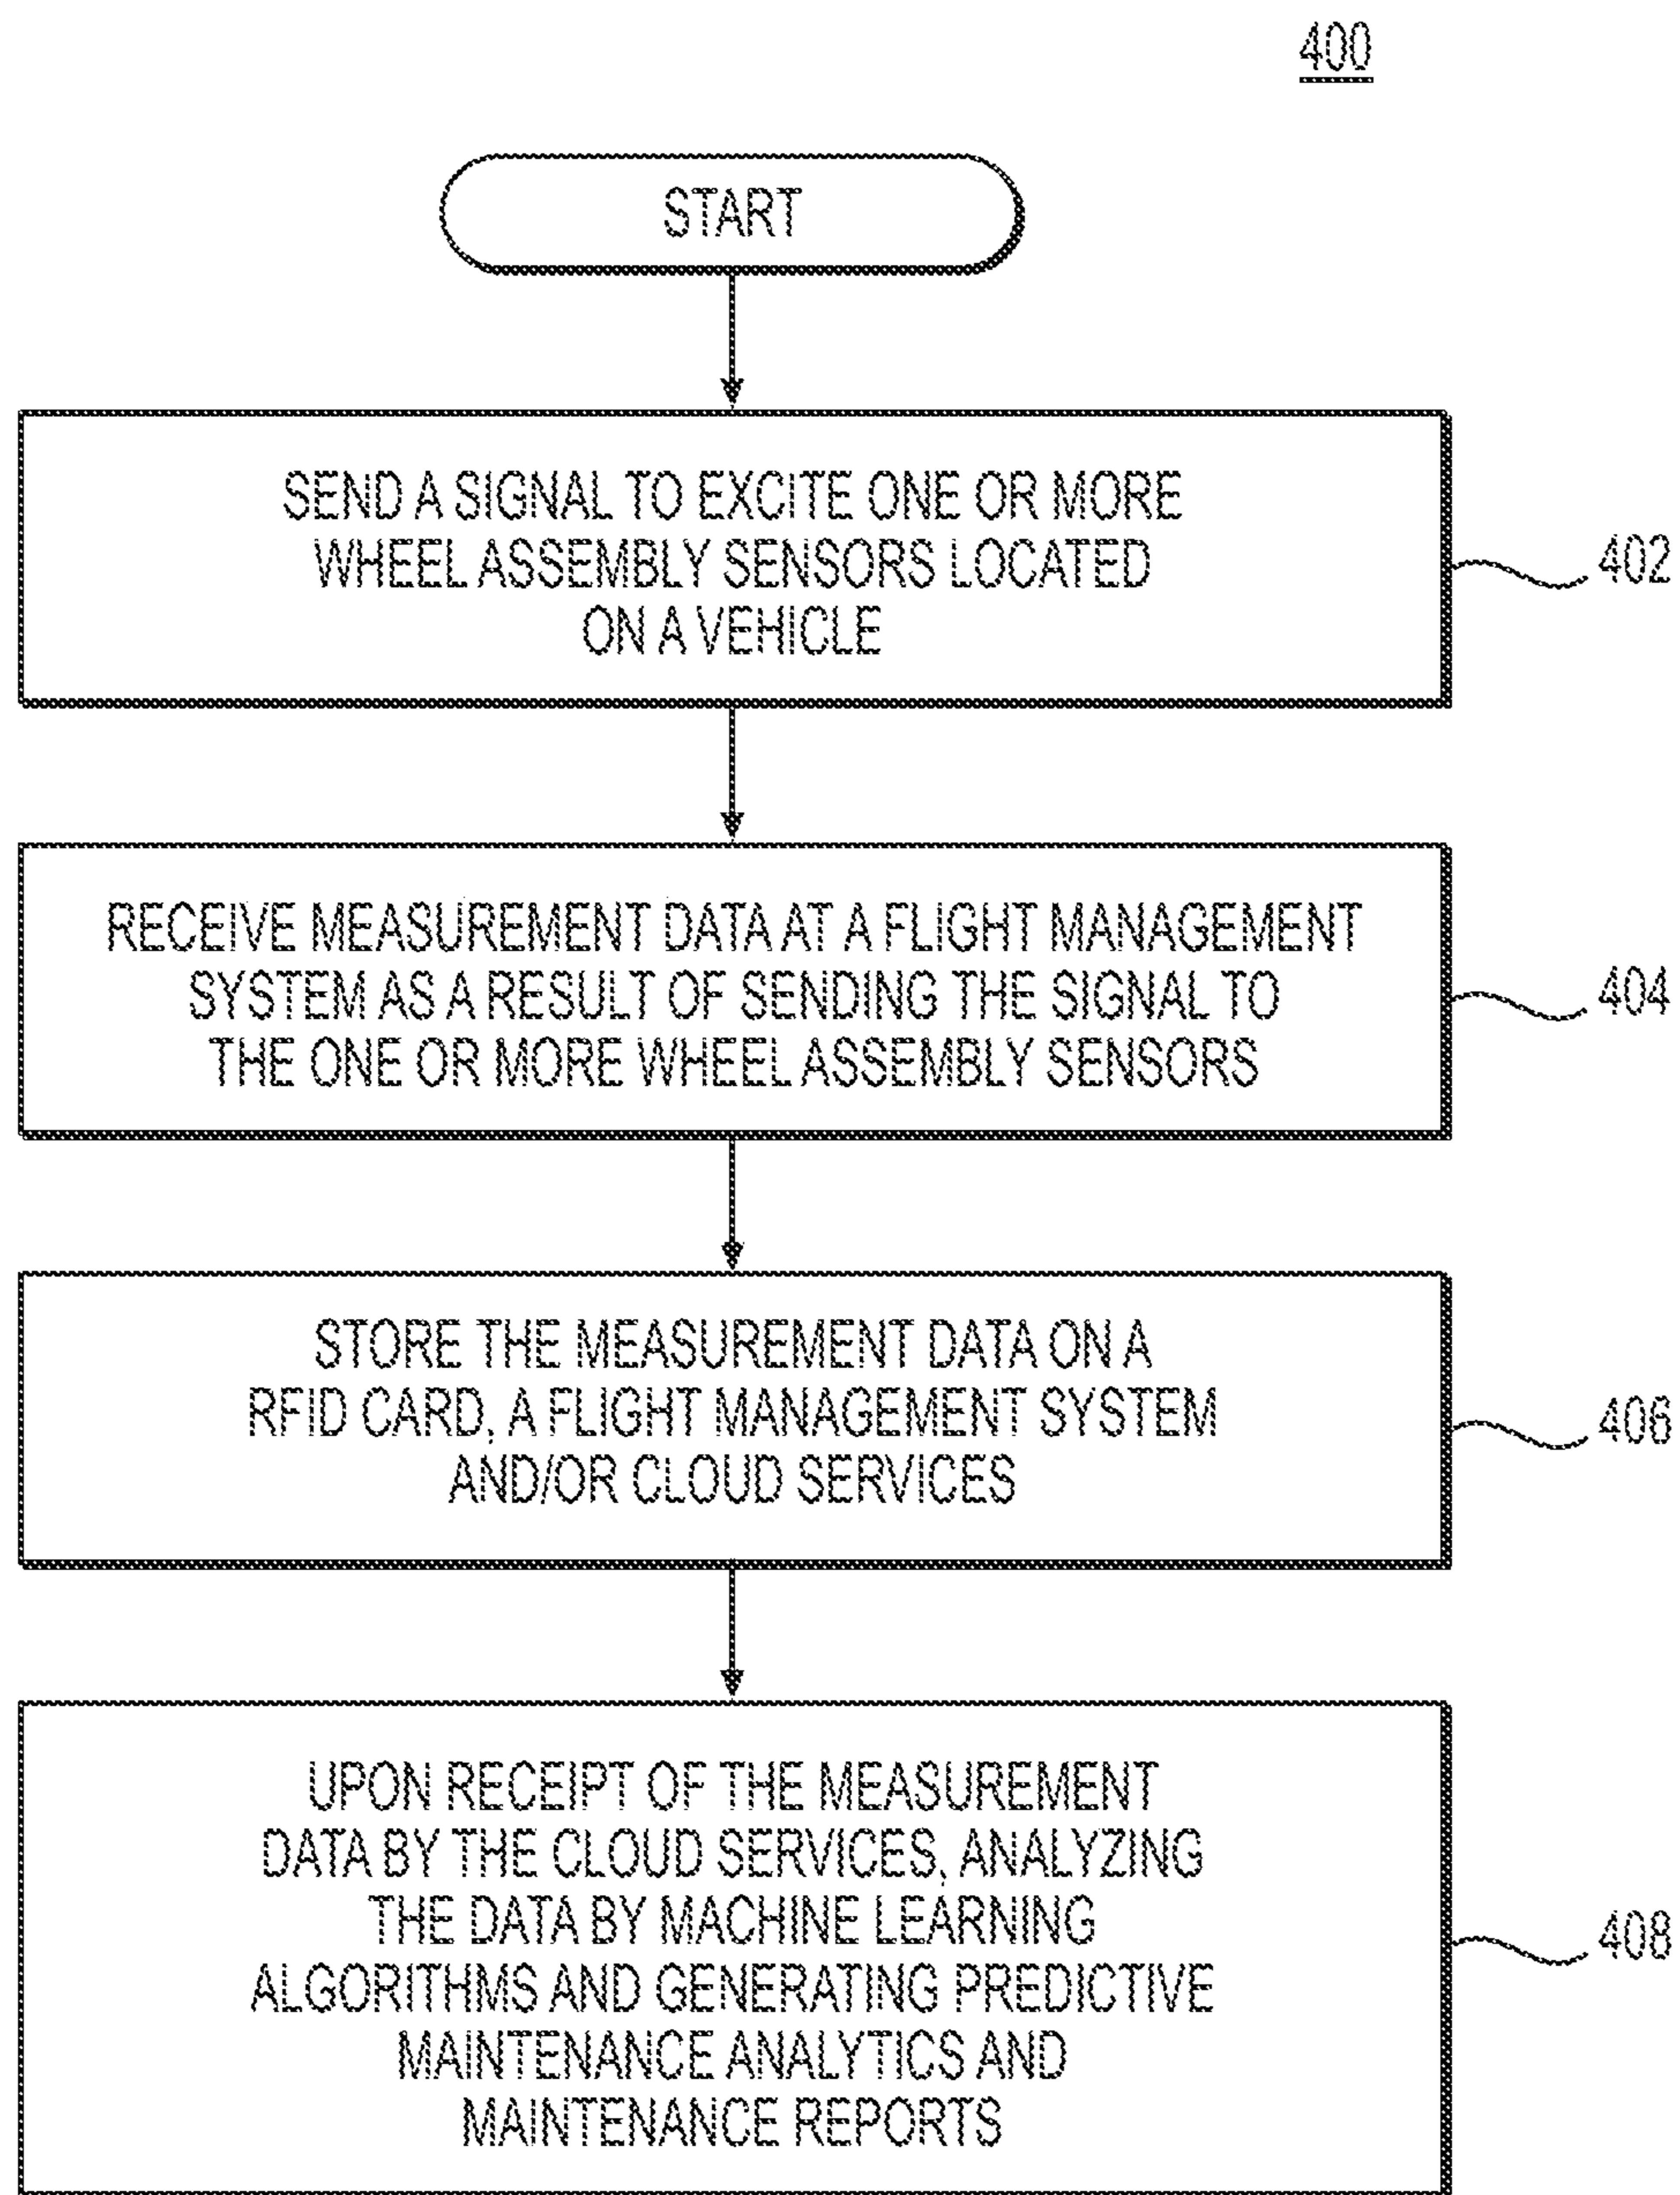 400
START
SEND A SIGNAL TO EXCITE ONE OR MORE
WHEEL ASSEMBLY SENSORS LOCATED
ON A VEHICLE
402
RECEIVE MEASUREMENT DATA AT A FLIGHT MANAGEMENT
SYSTEM AS A RESULT OF SENDING THE SIGNAL TO
THE ONE OR MORE WHEEL ASSEMBLY SENSORS
404
STORE THE MEASUREMENT DATA ON A
RFID CARD, A FLIGHT MANAGEMENT SYSTEM
AND/OR CLOUD SERVICES
406
UPON RECEIPT OF THE MEASUREMENT
DATA BY THE CLOUD SERVICES, ANALYZING
THE DATA BY MACHINE LEARNING
ALGORITHMS AND GENERATING PREDICTIVE
MAINTENANCE ANALYTICS AND
MAINTENANCE REPORTS
408